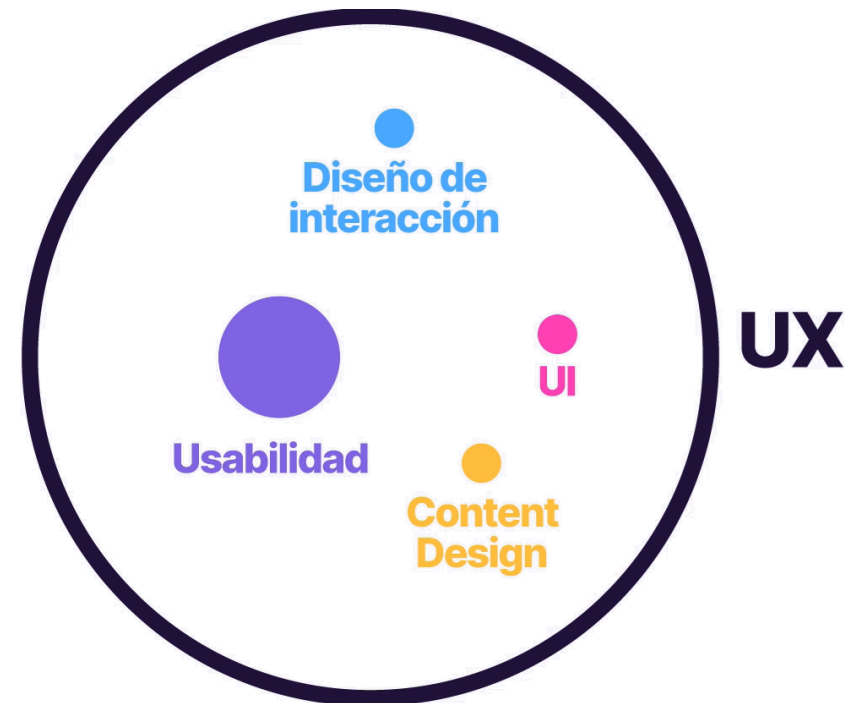 Diseño de
interacción
UX
UI
Usabilidad
Content
Design